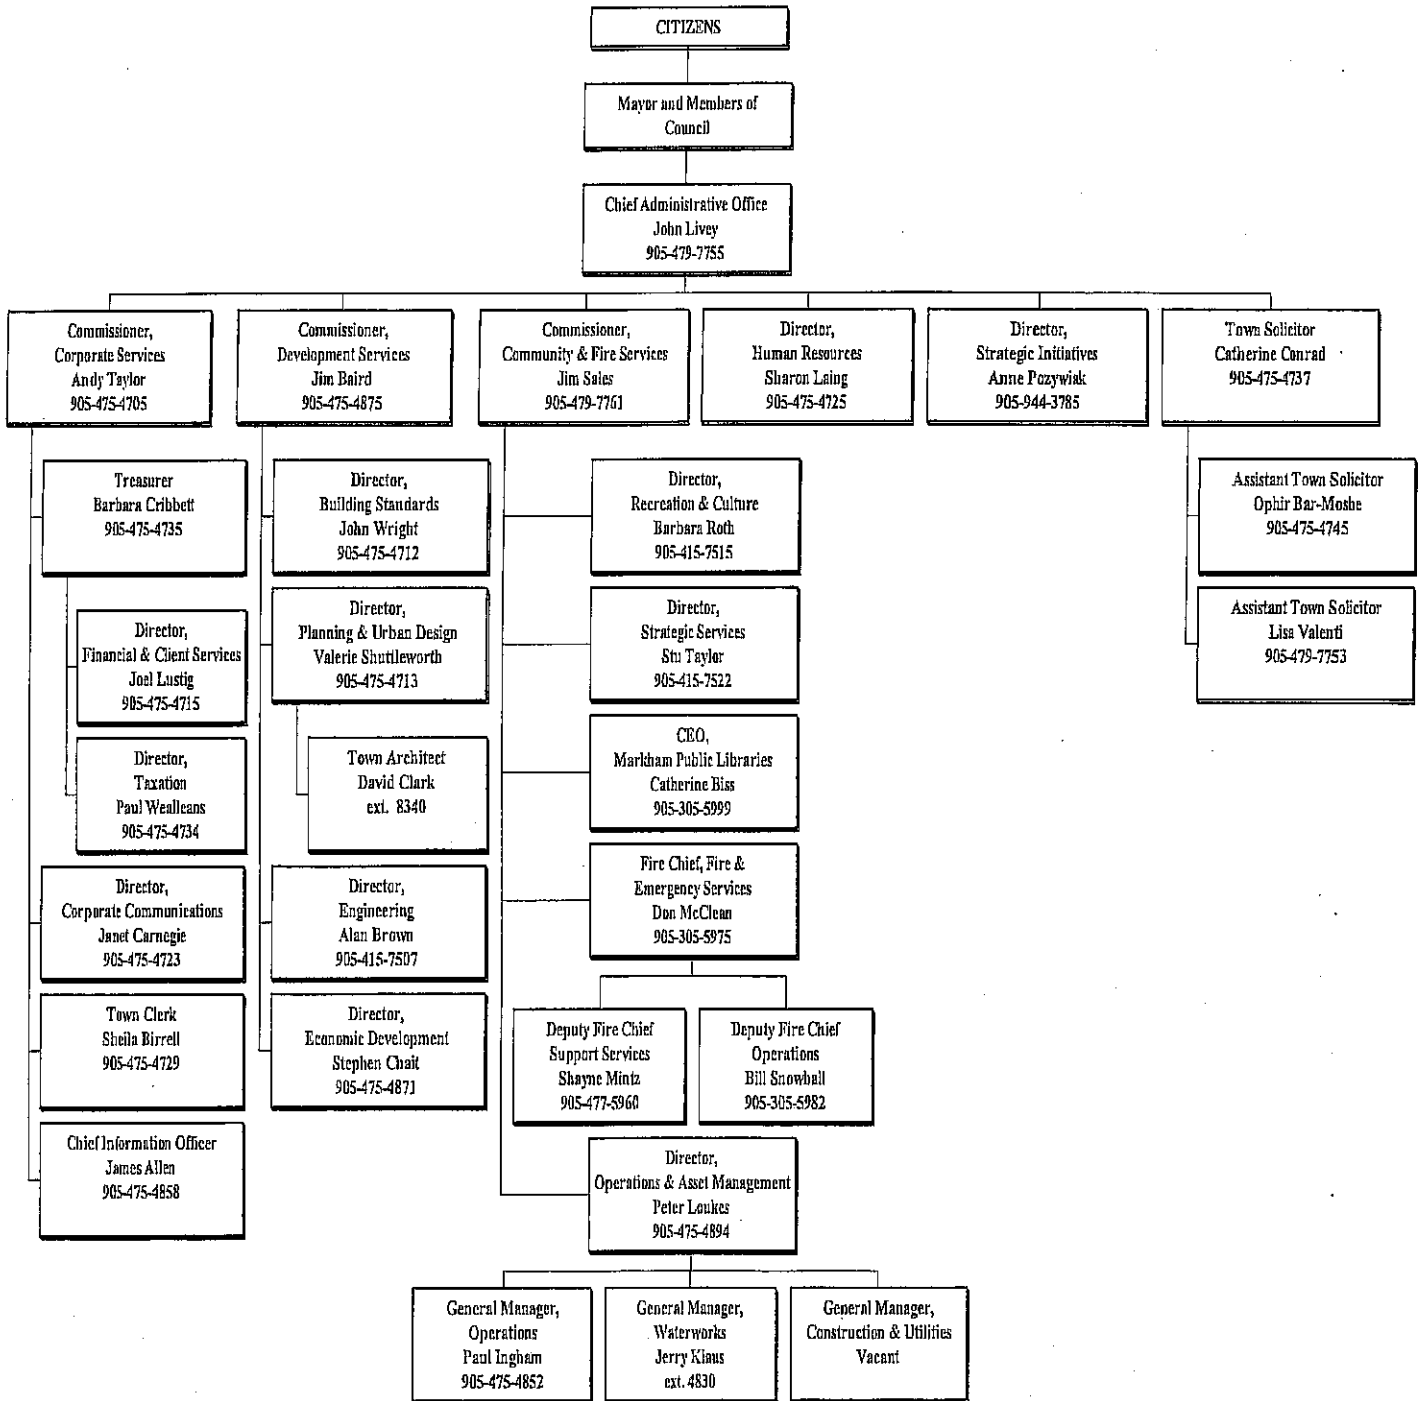 CITIZENS
Mayor and Members of
Council
Chief Administrative Office
John Livey
905-479-7755
Commissioner,
Corporate Services
Andy Taylor
905-475-4705
Commissioner,
Development Services
Jim Baird
905-475-4875
Commissioner,
Community & Fire Services
Jim Sales
905-479-7761
Director,
Human Resources
Sharon Laing
905-475-4725
Director,
Strategic Initiatives
Anne Pozywiak
905-944-3785
Town Solicitor
Catherine Conrad
905-475-4737
Treasurer
Barbara Cribbett
905-475-4735
Director,
Financial & Client Services
Joel Lustig
905-475-4715
Director,
Taxation
Paul Wealleans
905-475-4734
Director,
Corporate Communications
Janet Carnegie
905-475-4723
Town Clerk
Sheila Birrell
905-475-4729
Chief Information Officer
James Allen
905-475-4858
Director,
Building Standards
John Wright
905-475-4712
Director,
Planning & Urban Design
Valerie Shuttleworth
905-475-4713
Town Architect
David Clark
ext. 8340
Director,
Engineering
Alan Brown
905-415-7507
Director,
Economic Development
Stephen Chait
905-475-4871
Director,
Recreation & Culture
Barbara Roth
905-415-7515
Director,
Strategic Services
Stu Taylor
905-415-7522
CEO,
Markham Public Libraries
Catherine Biss
905-305-5999
Fire Chief, Fire &
Emergency Services
Don McClean
905-305-5975
Deputy Fire Chief
Support Services
Shayne Mintz
905-477-5960
Deputy Fire Chief
Operations
Bill Snowball
905-305-5982
Director,
Operations & Asset Management
Peter Loukes
905-475-4894
General Manager,
Operations
Paul Ingham
905-475-4852
General Manager,
Waterworks
Jerry Klaus
ext. 4830
General Manager,
Construction & Utilities
Vacant
Assistant Town Solicitor
Ophir Bar-Moshe
905-475-4745
Assistant Town Solicitor
Lisa Valenti
905-479-7753